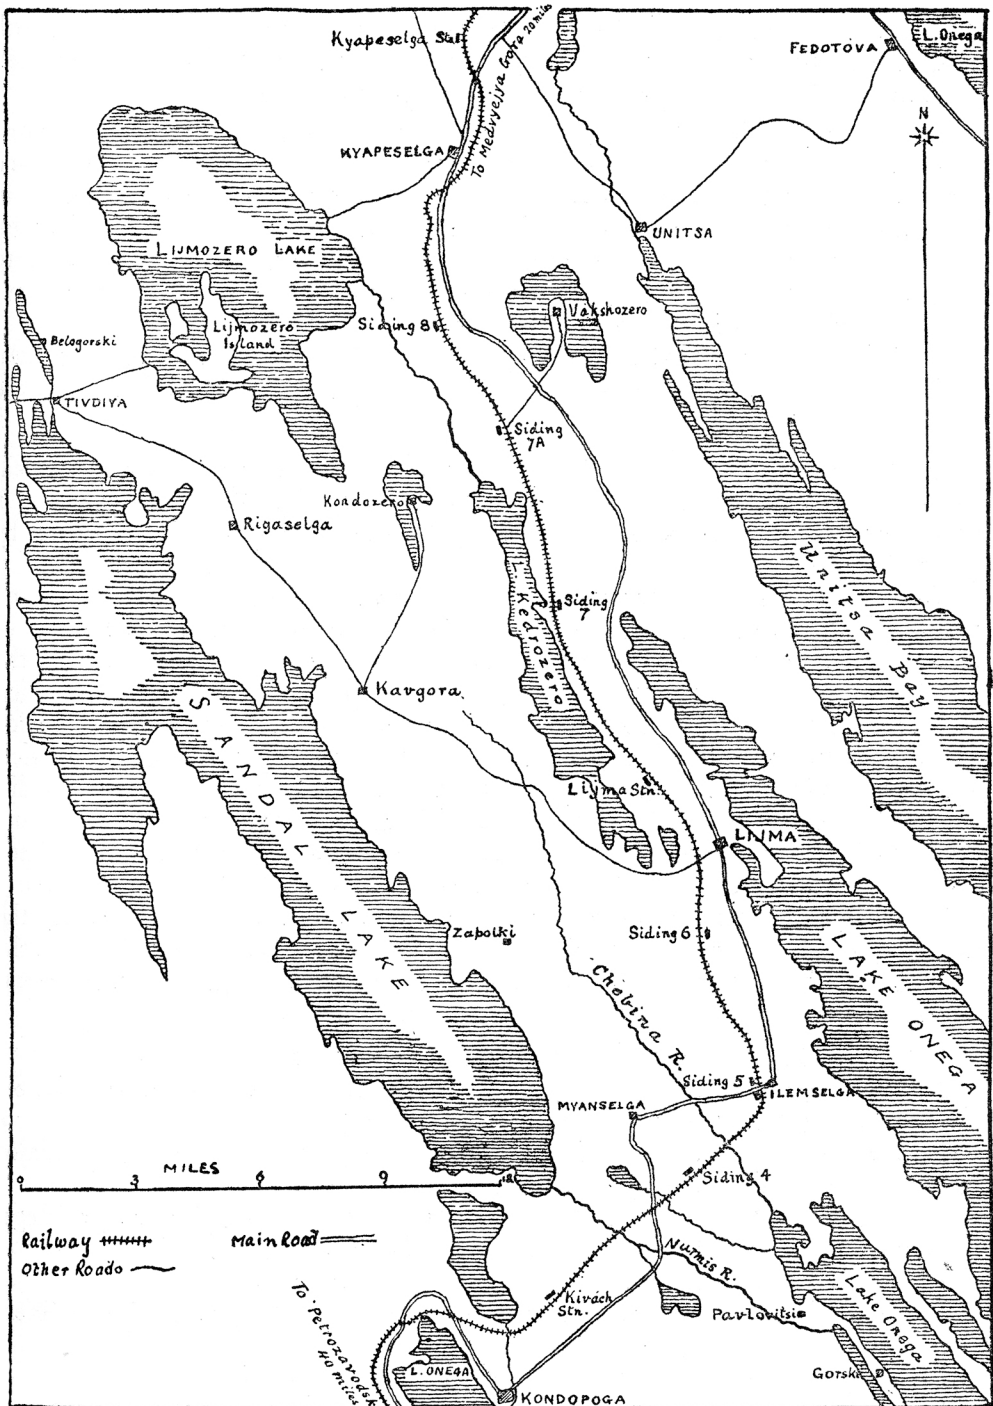 Kyapeselga Stn
To Medvyejya Gora 20 miles
FEDOTOVA
L. Onega
N
KYAPESELGA
UNITSA
LIJMOZERO LAKE
Vakshozero
Lijmozero
Island
Siding 8
Belogorski
TIVDIYA
Siding
7A
Kondozero
Rigaselga
L. Kedrozero
Siding
7
Unitsa Bay
Kavgora
SANDAL LAKE
Lijma Stn.
LIJMA
Zapolki
Siding 6
LAKE ONEGA
Chebina R.
Siding 5
ILEMSELGA
MYANSELGA
MILES
0 3 6 9 12
Siding 4
Railway
Main Road
Other Roads
Nurmis R.
Lake Onega
To Petrozavodsk
40 miles
Kivach
Stn.
Pavlovitsi
L. ONEGA
Gorski
KONDOPOGA